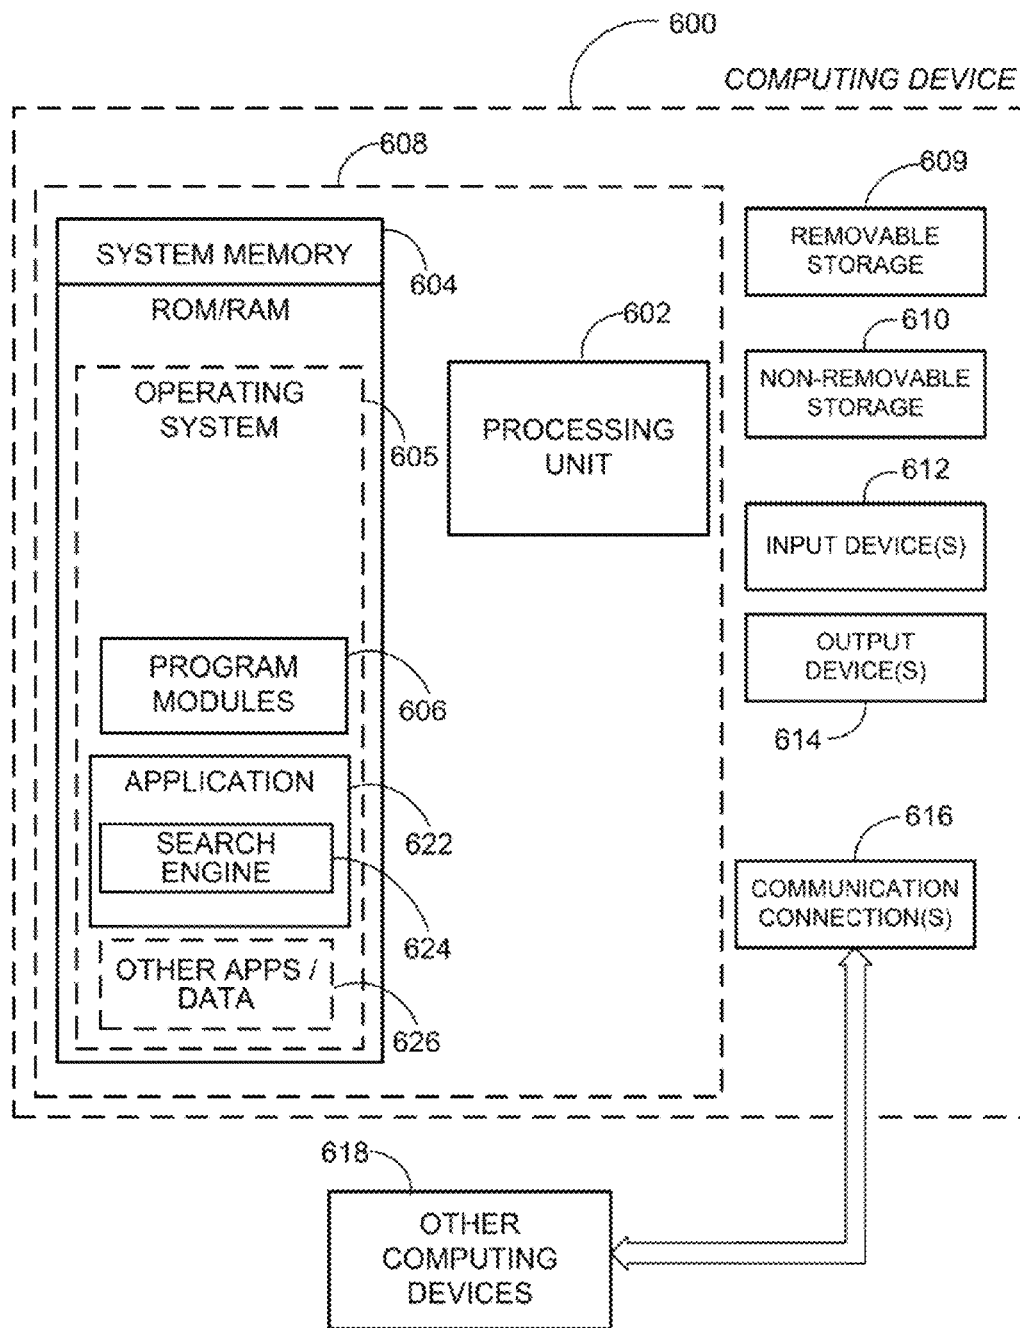 600
COMPUTING DEVICE
608
609
SYSTEM MEMORY
604
REMOVABLE
STORAGE
ROM/RAM
602
610
OPERATING
SYSTEM
605
PROCESSING
UNIT
NON-REMOVABLE
STORAGE
612
INPUT DEVICE(S)
PROGRAM
MODULES
606
OUTPUT
DEVICE(S)
614
APPLICATION
622
SEARCH
ENGINE
624
616
COMMUNICATION
CONNECTION(S)
OTHER APPS /
DATA
626
618
OTHER
COMPUTING
DEVICES